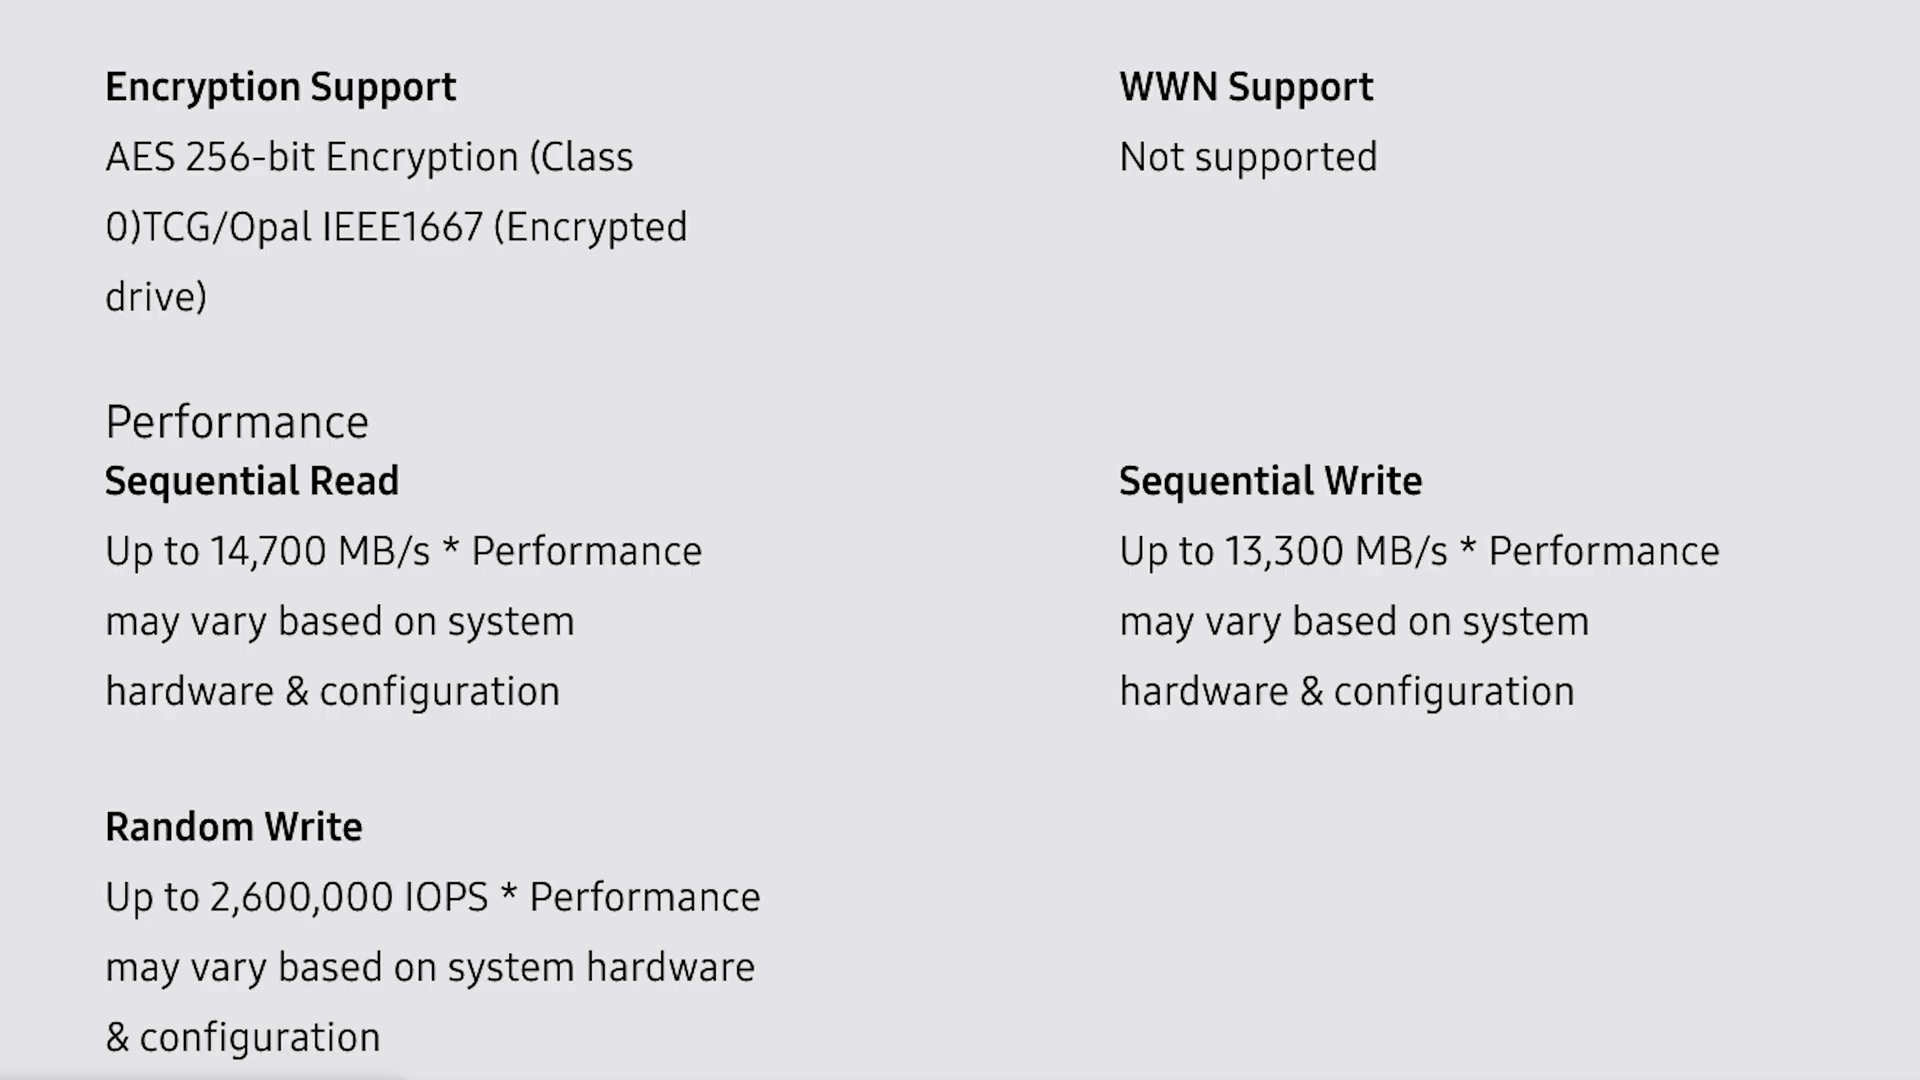 Encryption Support
AES 256-bit Encryption (Class
0)TCG/Opal IEEE1667 (Encrypted
drive)
WWN Support
Not supported
Performance
Sequential Read
Up to 14,700 MB/s * Performance
may vary based on system
hardware & configuration
Sequential Write
Up to 13,300 MB/s * Performance
may vary based on system
hardware & configuration
Random Write
Up to 2,600,000 IOPS * Performance
may vary based on system hardware
& configuration